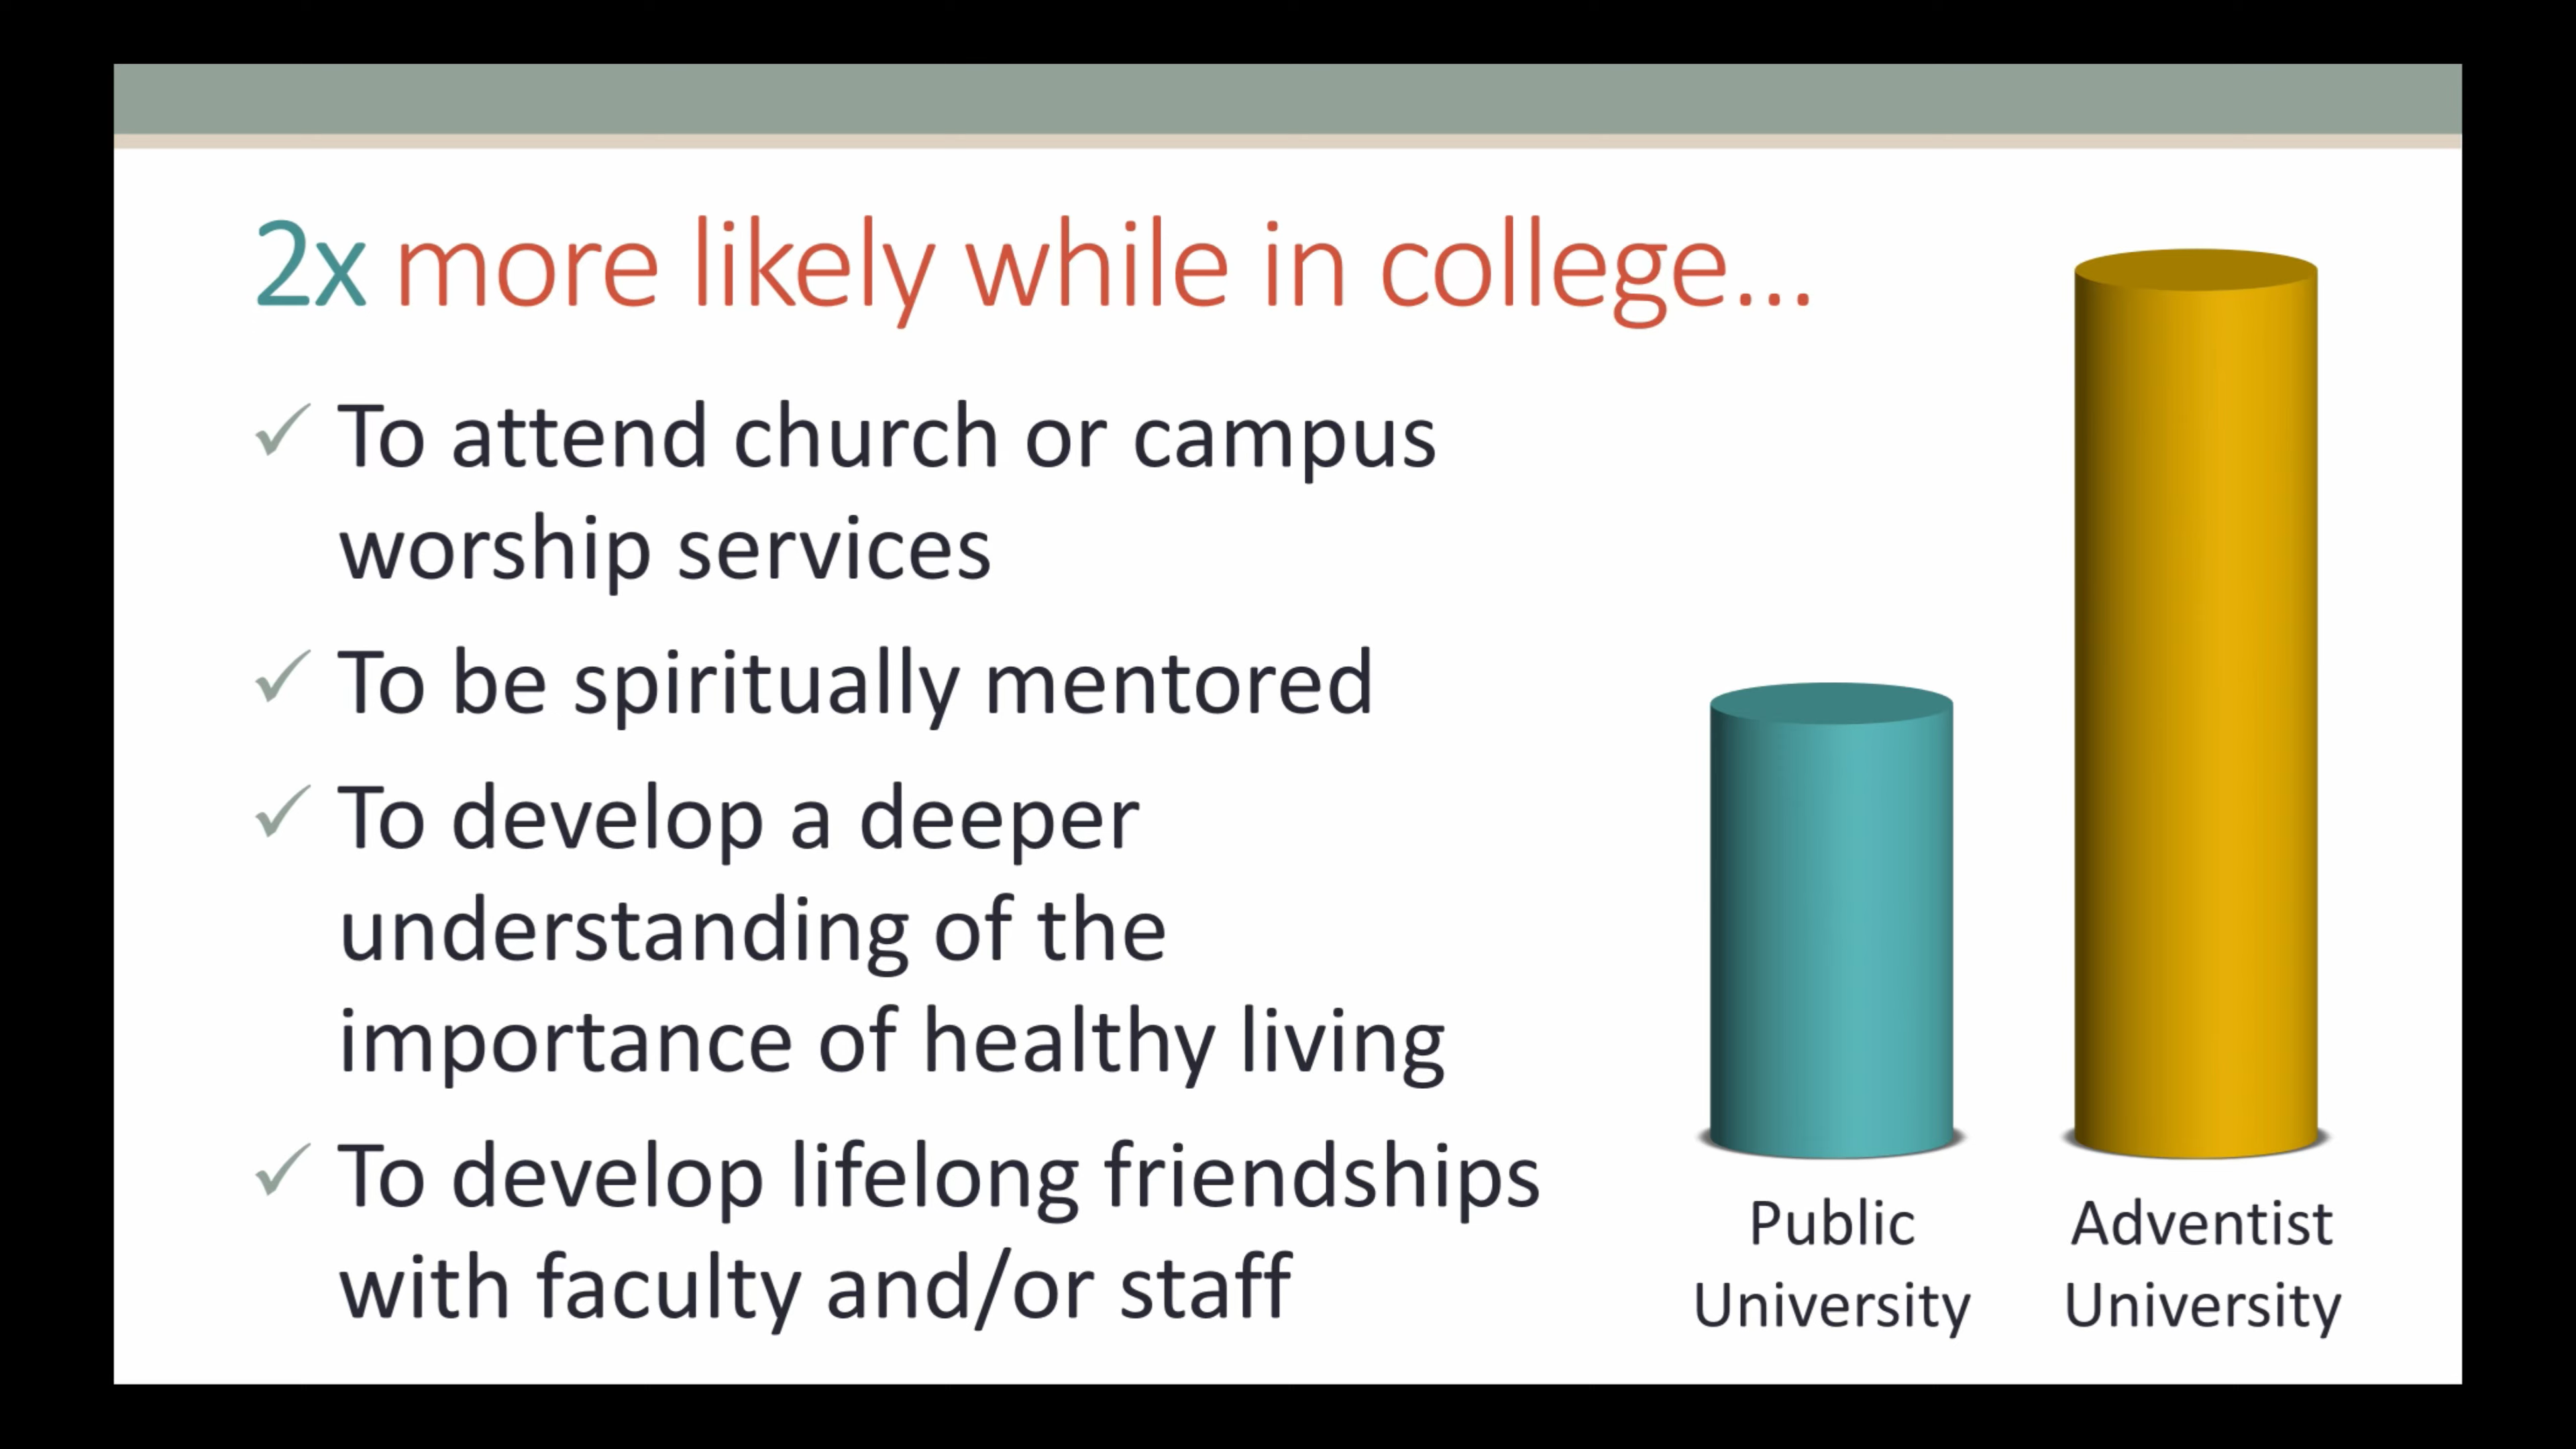 2x more likely while in college...
✓ To attend church or campus
worship services
✓ To be spiritually mentored
✓ To develop a deeper
understanding of the
importance of healthy living
✓ To develop lifelong friendships
with faculty and/or staff
Public
University
Adventist
University